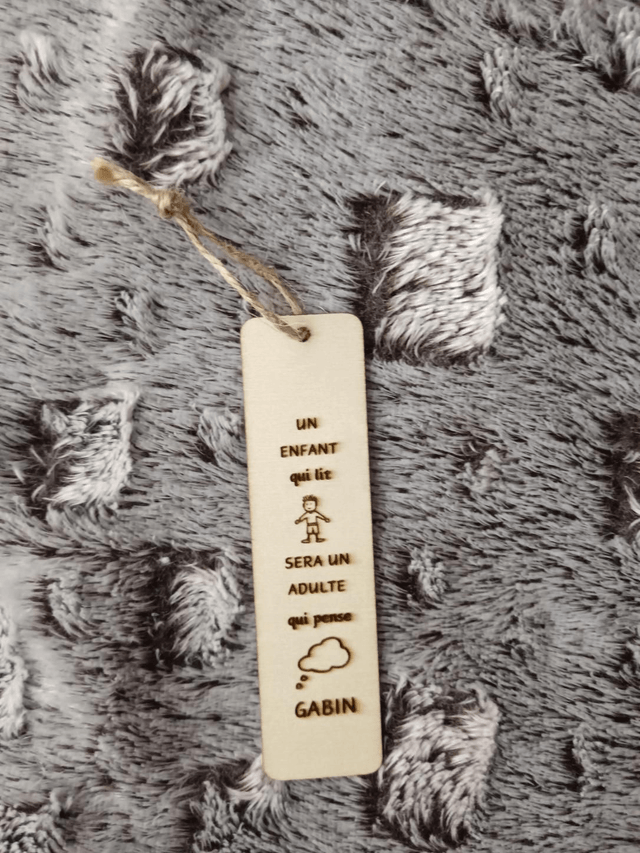 UN
ENFANT
qui lit
SERA UN
ADULTE
qui pense
GABIN